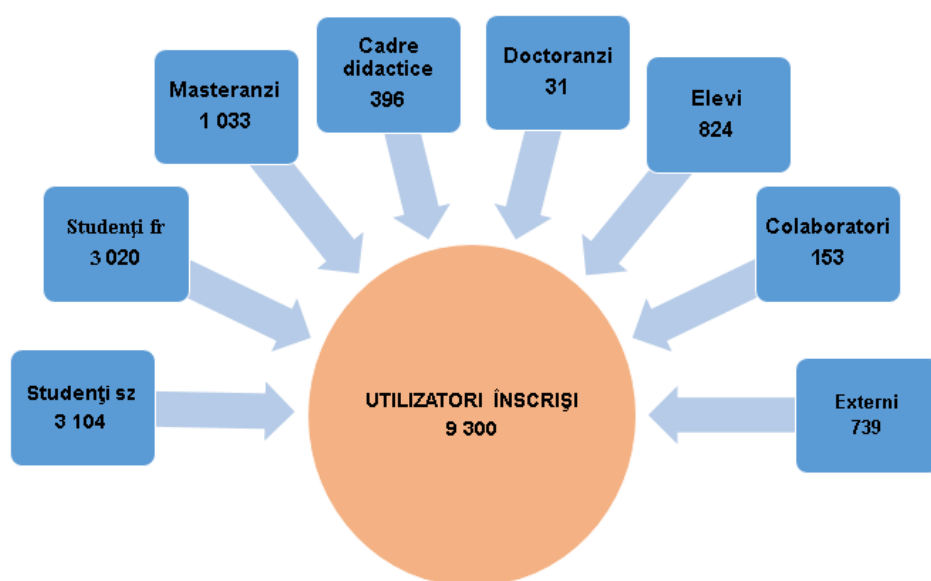 Cadre
didactice
396
Doctoranzi
31
Masteranzi
1 033
Elevi
824
Studenţi fr
3 020
Colaboratori
153
Studenţi sz
3 104
UTILIZATORI ÎNSCRIŞI
9 300
Externi
739